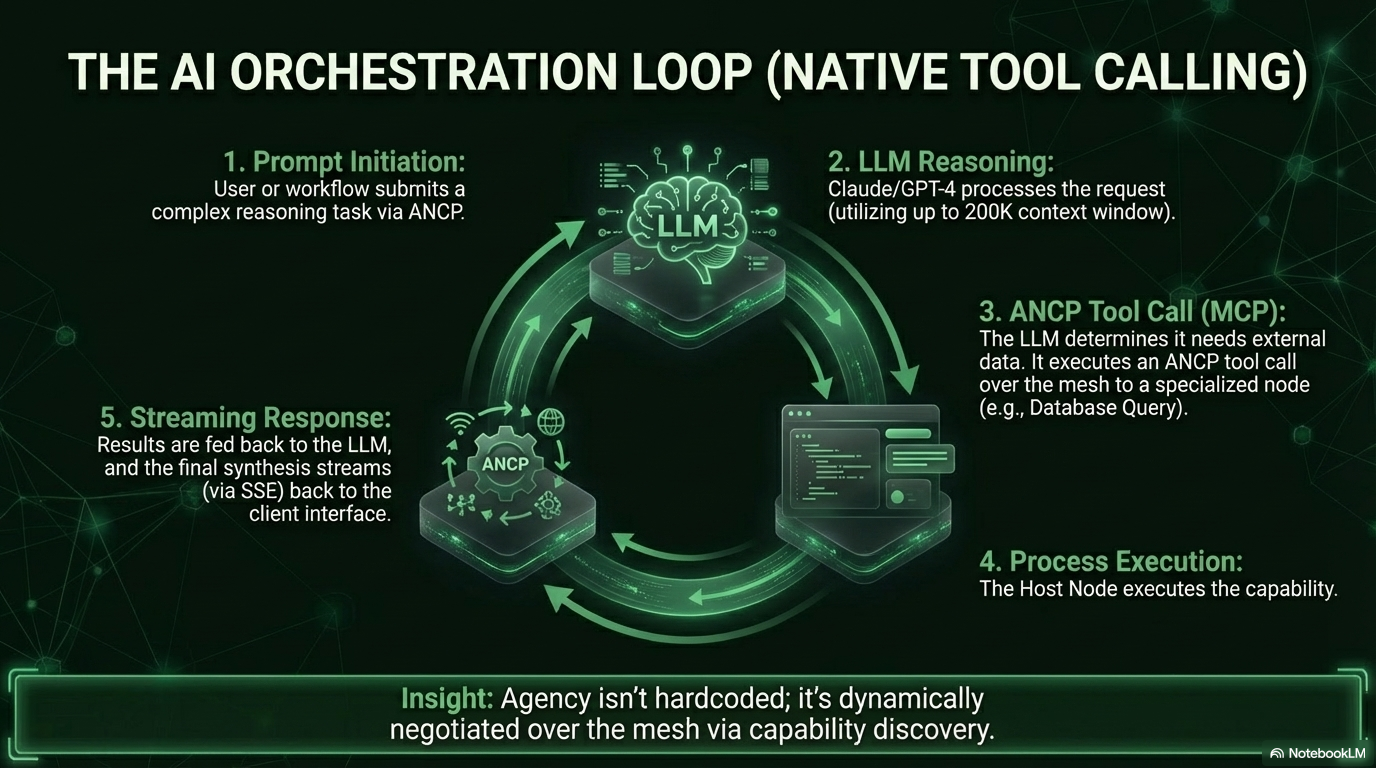 THE AI ORCHESTRATION LOOP (NATIVE TOOL CALLING)
1. Prompt Initiation:
User or workflow submits a
complex reasoning task via ANCP.
LLM
2. LLM Reasoning:
Claude/GPT-4 processes the request
(utilizing up to 200K context window).
3. ANCP Tool Call (MCP):
The LLM determines it needs external
data. It executes an ANCP tool call
over the mesh to a specialized node
(e.g., Database Query).
4. Process Execution:
The Host Node executes the capability.
5. Streaming Response:
Results are fed back to the LLM,
and the final synthesis streams
(via SSE) back to the
client interface.
ANCP
Insight: Agency isn't hardcoded; it's dynamically
negotiated over the mesh via capability discovery.
NotebookLM